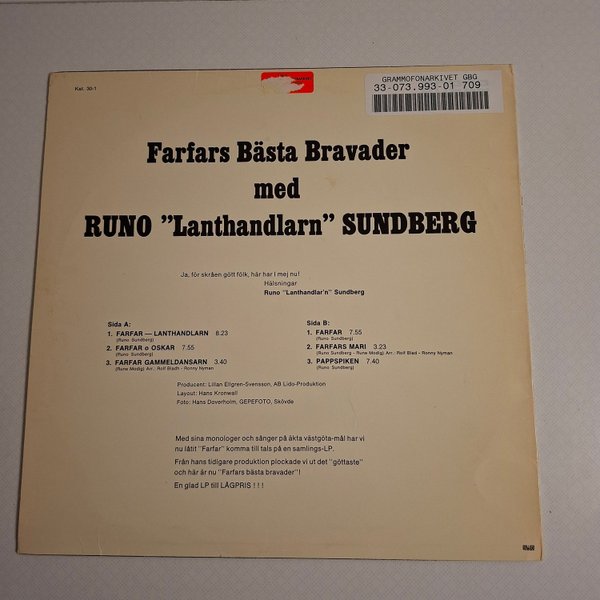 Kat. 30-1
GRAMMOFONARKIVET GBG
33-073.993-01 709
Farfars Bästa Bravader
med
RUNO "Lanthandlarn" SUNDBERG
Ja, för skråen gött fölk, här har i mej nu!
Hälsningar
Runo "Lanthandlar'n" Sundberg
Sida A:
1. FARFAR — LANTHANDLARN 8.23
(Runo Sundberg)
2. FARFAR o OSKAR 7.55
(Runo Sundberg)
3. FARFAR GAMMELDANSARN 3.40
(Rune Modig) Arr.: Rolf Bladh - Ronny Nyman
Sida B:
1. FARFAR 7.55
(Runo Sundberg)
2. FARFARS MARI 3.23
(Runo Sundberg - Rune Modig) Arr.: Rolf Blad - Ronny Nyman
3. PAPPSPIKEN 7.40
(Runo Sundberg)
Producent: Lilian Ellgren-Svensson, AB Lido-Produktion
Layout: Hans Kronwall
Foto: Hans Doverholm, GEPEFOTO, Skövde
Med sina monologer och sånger på äkta västgöta-mål har vi
nu låtit "Farfar" komma till tals på en samlings-LP.
Från hans tidigare produktion plockade vi ut det "göttaste"
och här är nu "Farfars bästa bravader"!
En glad LP till LÅGPRIS ! ! !